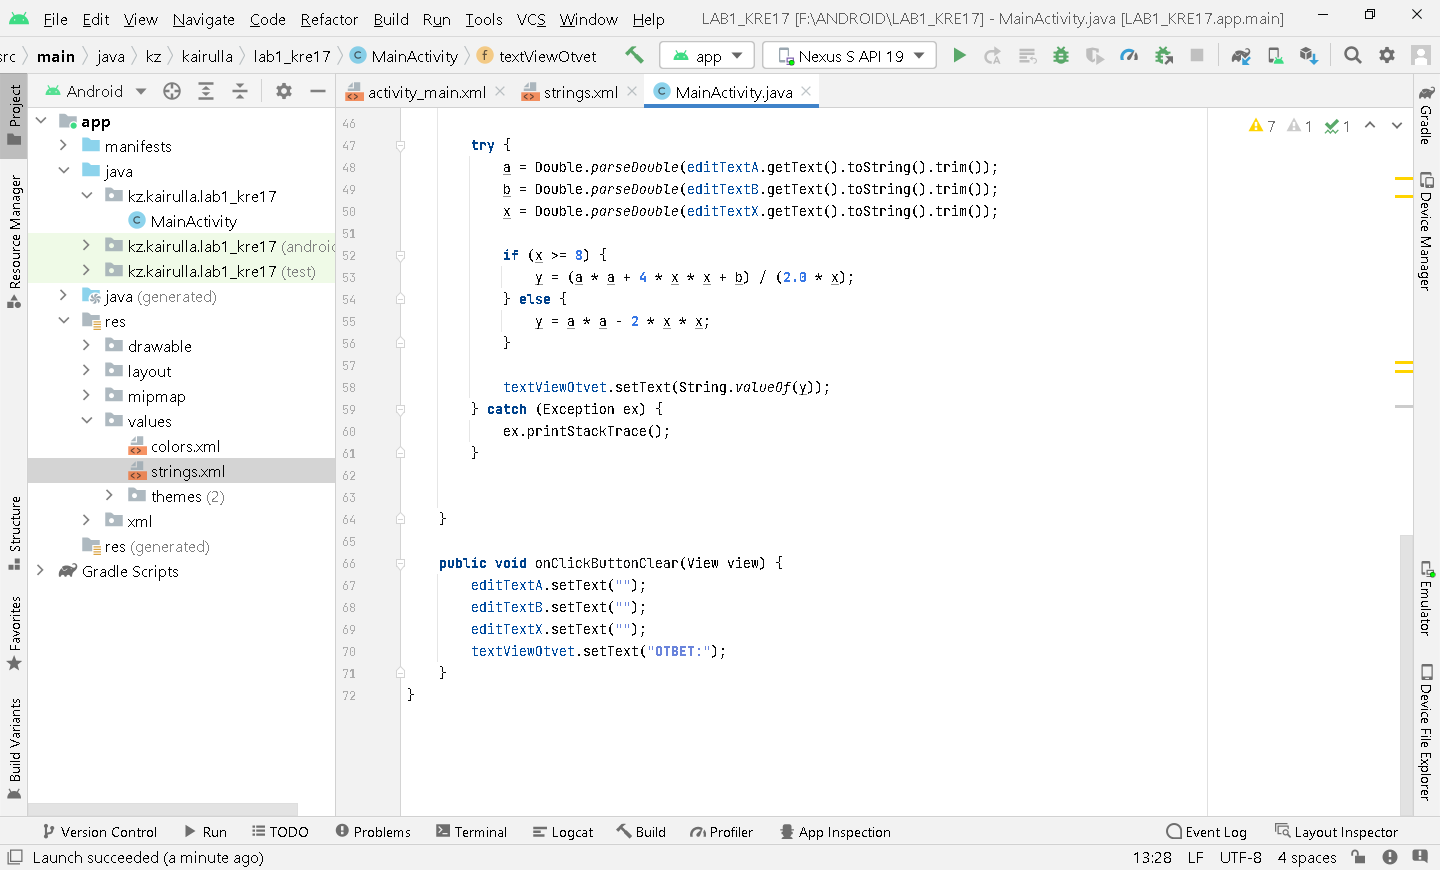 File Edit View Navigate Code Refactor Build Run Tools VCS Window Help LAB1_KRE17 [F:\ANDROID\LAB1_KRE17] - MainActivity.java [LAB1_KRE17.app.main]
src main java kz kairulla lab1_kre17 MainActivity textViewOtvet app Nexus S API 19
Android activity_main.xml strings.xml MainActivity.java
Project
Resource Manager
Structure
Favorites
Build Variants
app
manifests
java
kz.kairulla.lab1_kre17
MainActivity
kz.kairulla.lab1_kre17 (androi
kz.kairulla.lab1_kre17 (test)
java (generated)
res
drawable
layout
mipmap
values
colors.xml
strings.xml
themes (2)
xml
res (generated)
Gradle Scripts
7 1 1
46
47 try {
48 a = Double.parseDouble(editTextA.getText().toString().trim());
49 b = Double.parseDouble(editTextB.getText().toString().trim());
50 x = Double.parseDouble(editTextX.getText().toString().trim());
51
52 if (x >= 8) {
53 y = (a * a + 4 * x * x + b) / (2.0 * x);
54 } else {
55 y = a * a - 2 * x * x;
56 }
57
58 textViewOtvet.setText(String.valueOf(y));
59 } catch (Exception ex) {
60 ex.printStackTrace();
61 }
62
63
64 }
65
66 public void onClickButtonClear(View view) {
67 editTextA.setText("");
68 editTextB.setText("");
69 editTextX.setText("");
70 textViewOtvet.setText("ОТВЕТ:");
71 }
72 }
Gradle
Device Manager
Emulator
Device File Explorer
Version Control Run TODO Problems Terminal Logcat Build Profiler App Inspection Event Log Layout Inspector
Launch succeeded (a minute ago) 13:28 LF UTF-8 4 spaces